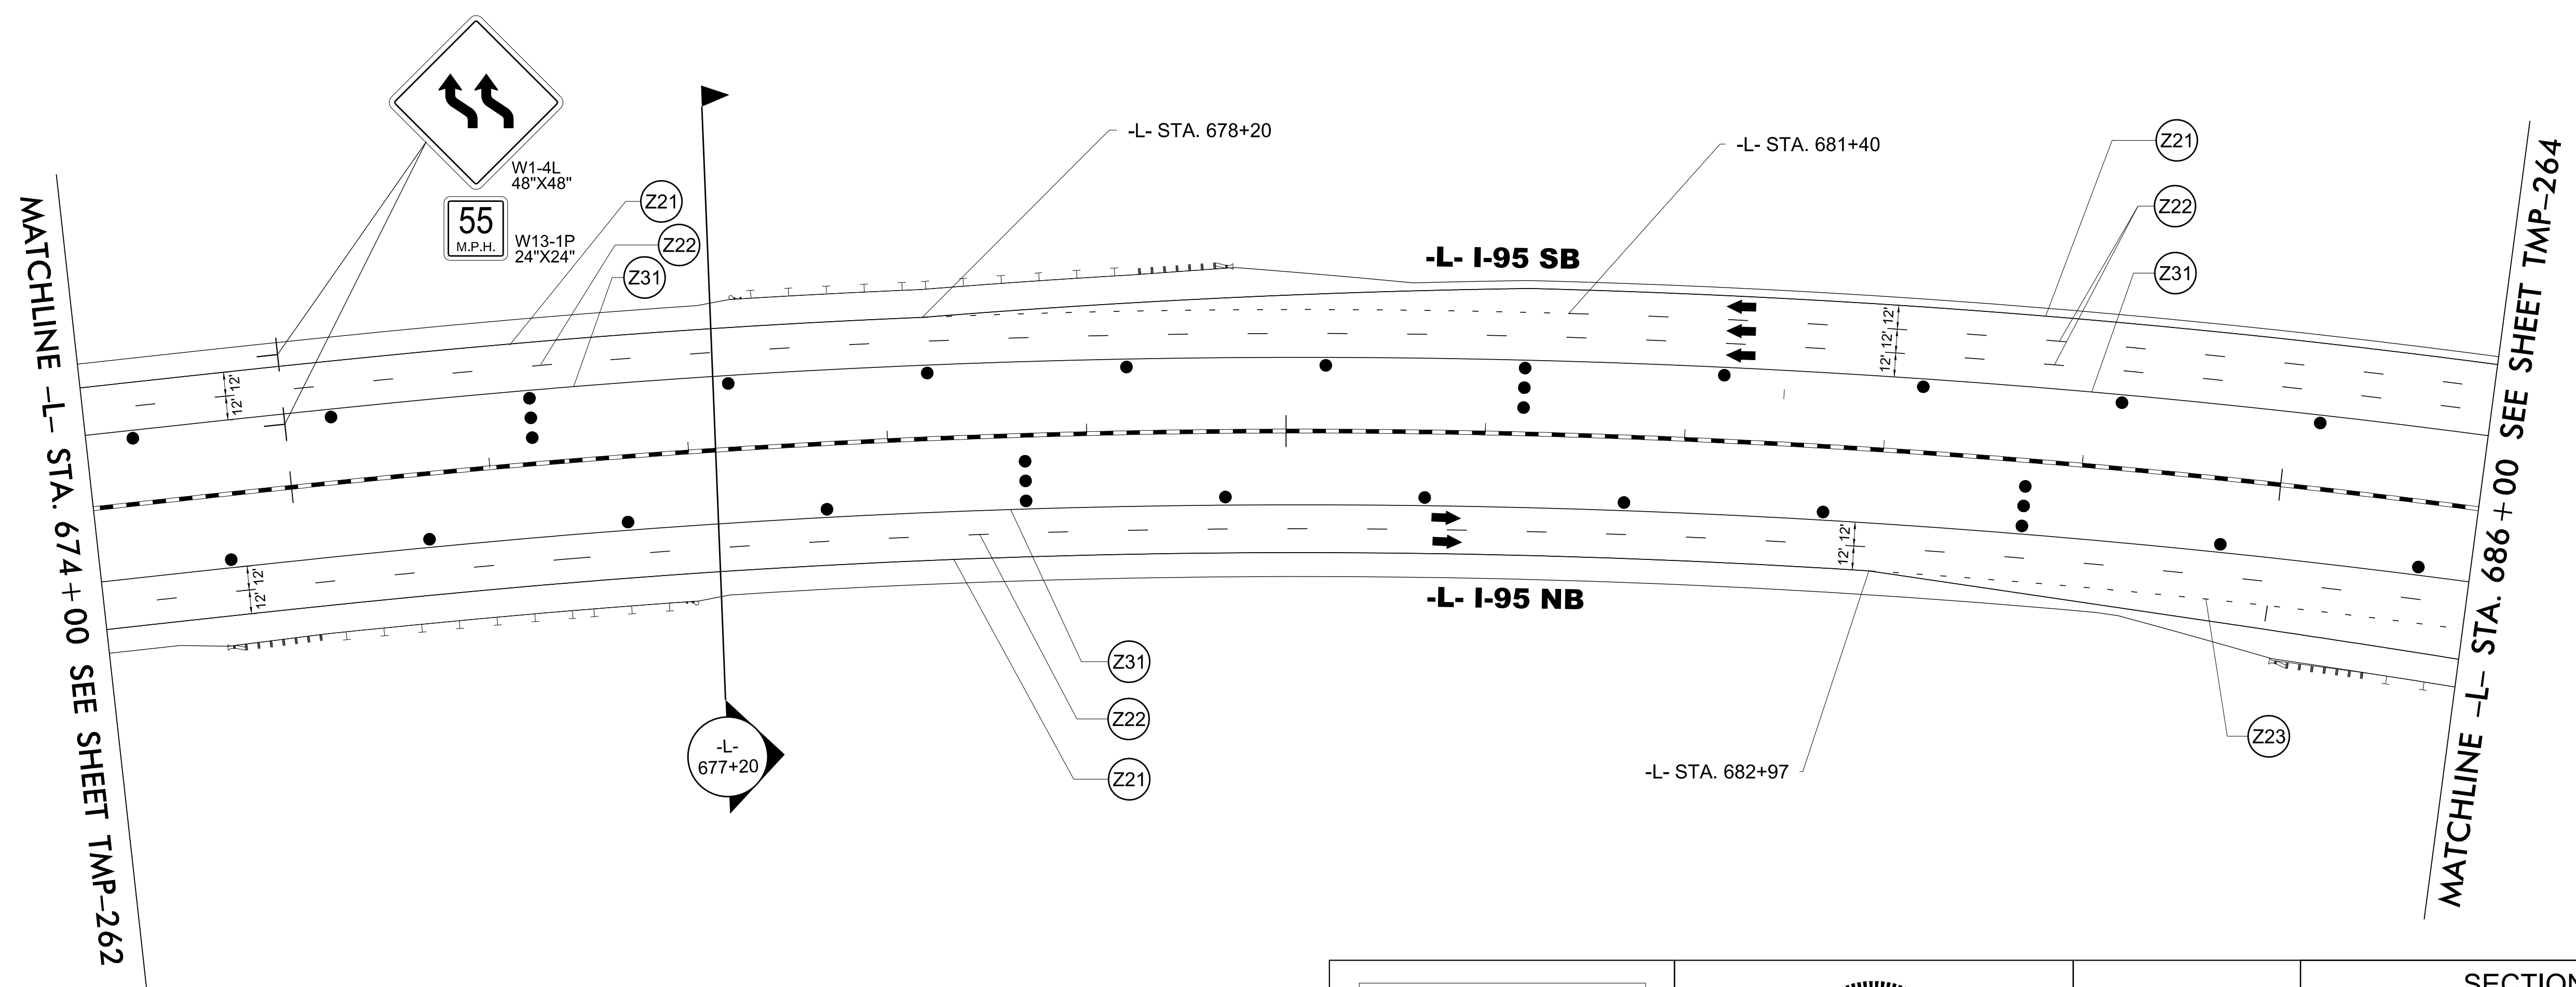 W1-4L
48"X48"
55
M.P.H.
W13-1P
24"X24"
Z21
Z22
Z31
-L- STA. 678+20
-L- STA. 681+40
Z21
Z22
Z31
-L- I-95 SB
MATCHLINE -L- STA. 674+00 SEE SHEET TMP-262
MATCHLINE -L- STA. 686+00 SEE SHEET TMP-264
12' 12'
12' 12' 12'
12' 12'
12' 12'
-L- I-95 NB
Z31
Z22
Z21
-L-
677+20
-L- STA. 682+97
Z23
SECTION